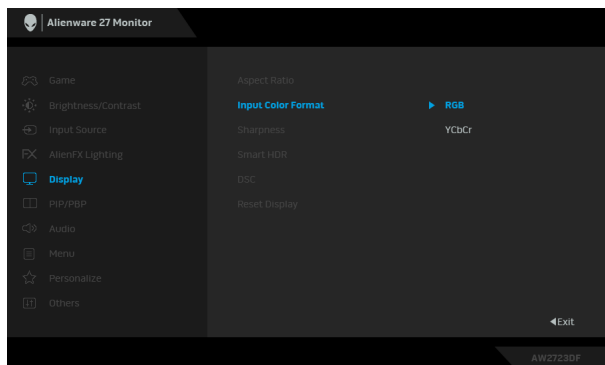 Alienware 27 Monitor
Game
Brightness/Contrast
Input Source
AlienFX Lighting
Display
PIP/PBP
Audio
Menu
Personalize
Others
Aspect Ratio
Input Color Format
RGB
YCbCr
Sharpness
Smart HDR
DSC
Reset Display
Exit
AW2723DF